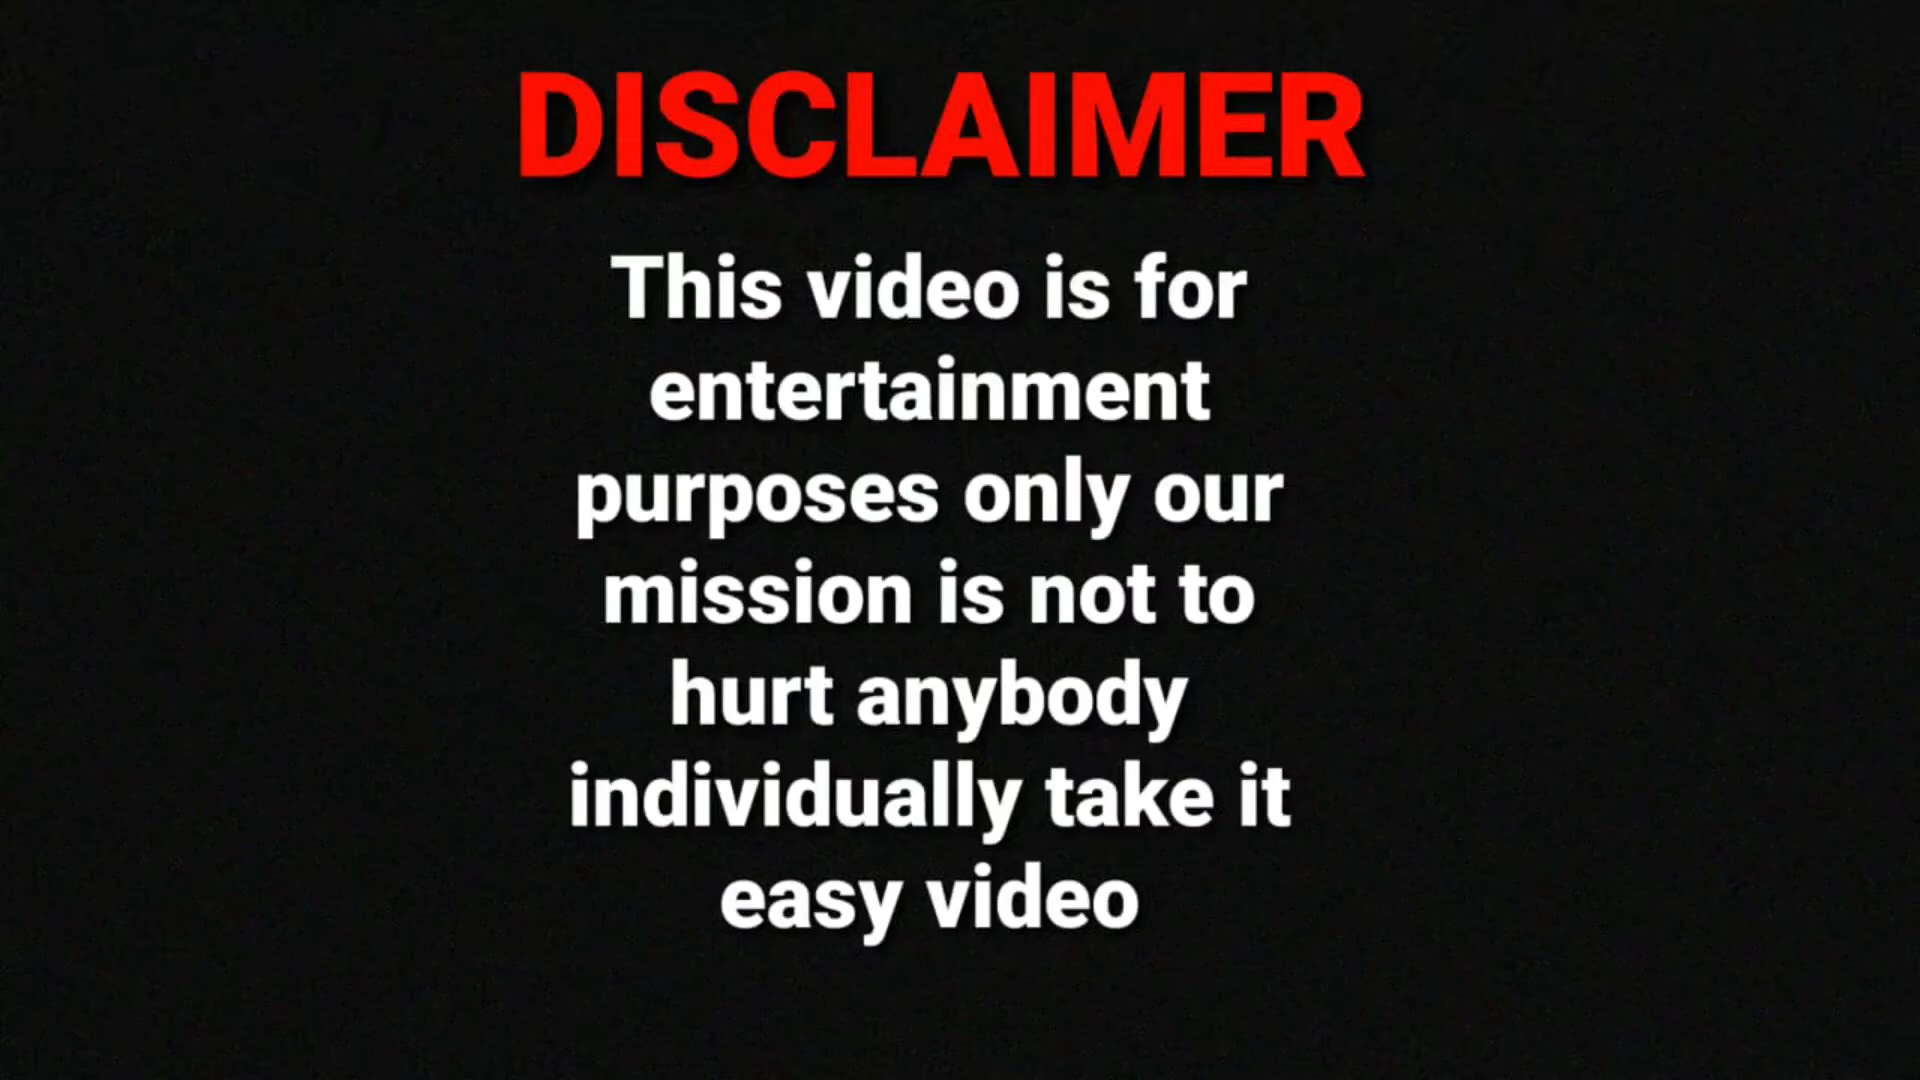 DISCLAIMER
This video is for
entertainment
purposes only our
mission is not to
hurt anybody
individually take it
easy video